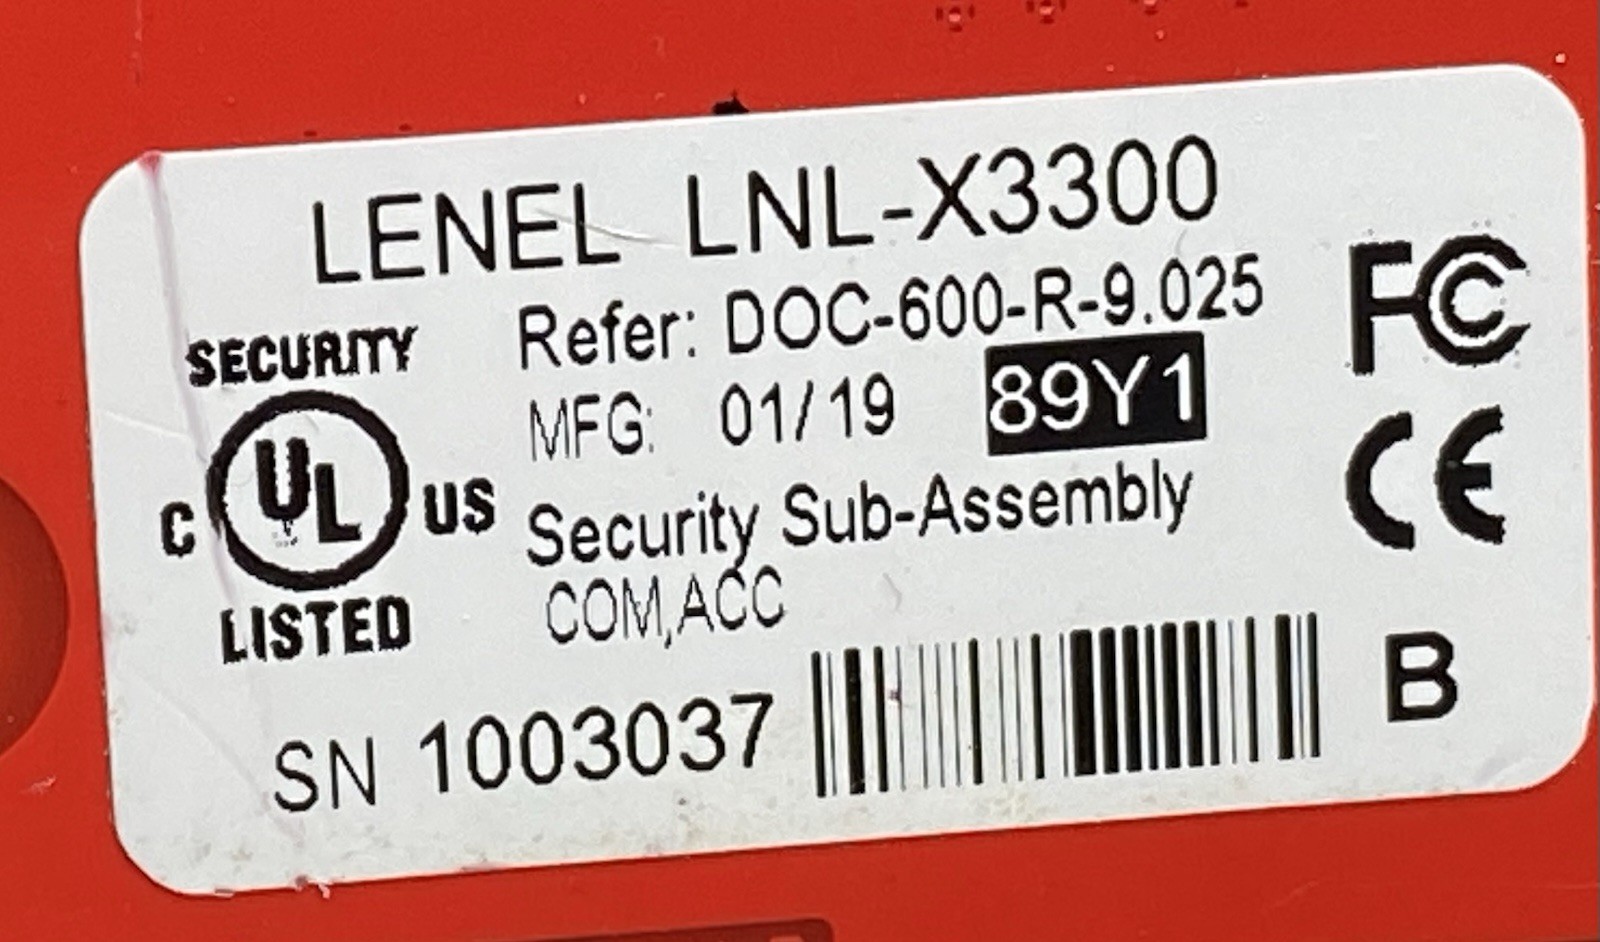 LENEL LNL-X3300
Refer: DOC-600-R-9.025
MFG: 01/19 89Y1
Security Sub-Assembly
COM,ACC
SECURITY
C UL US
LISTED
FC
CE
SN 1003037
B